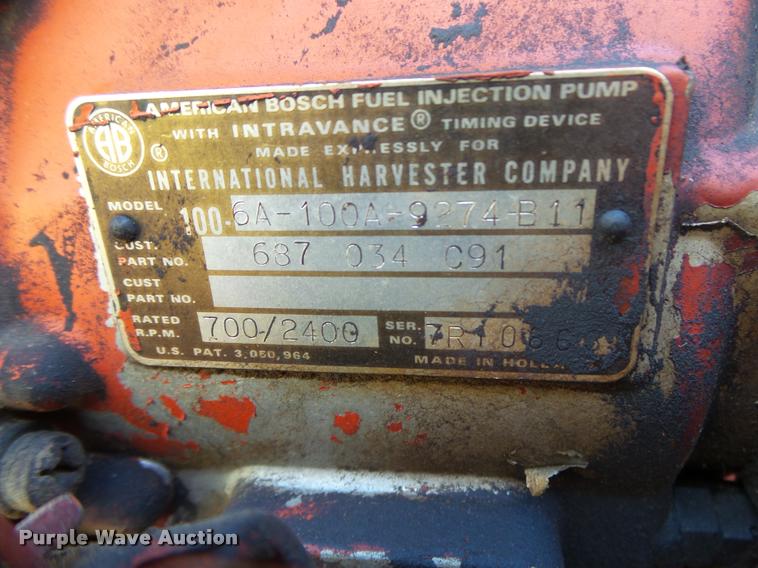 AMERICAN BOSCH FUEL INJECTION PUMP
WITH INTRAVANCE® TIMING DEVICE
MADE EXPRESSLY FOR
INTERNATIONAL HARVESTER COMPANY
AMERICAN AB BOSCH ®
MODEL 100-6A-100A-9274-B11
CUST. PART NO. 687 034 C91
CUST PART NO.
RATED R.P.M. 700/2400 SER. NO.
U.S. PAT. 3,050,964 MADE IN
Purple Wave Auction